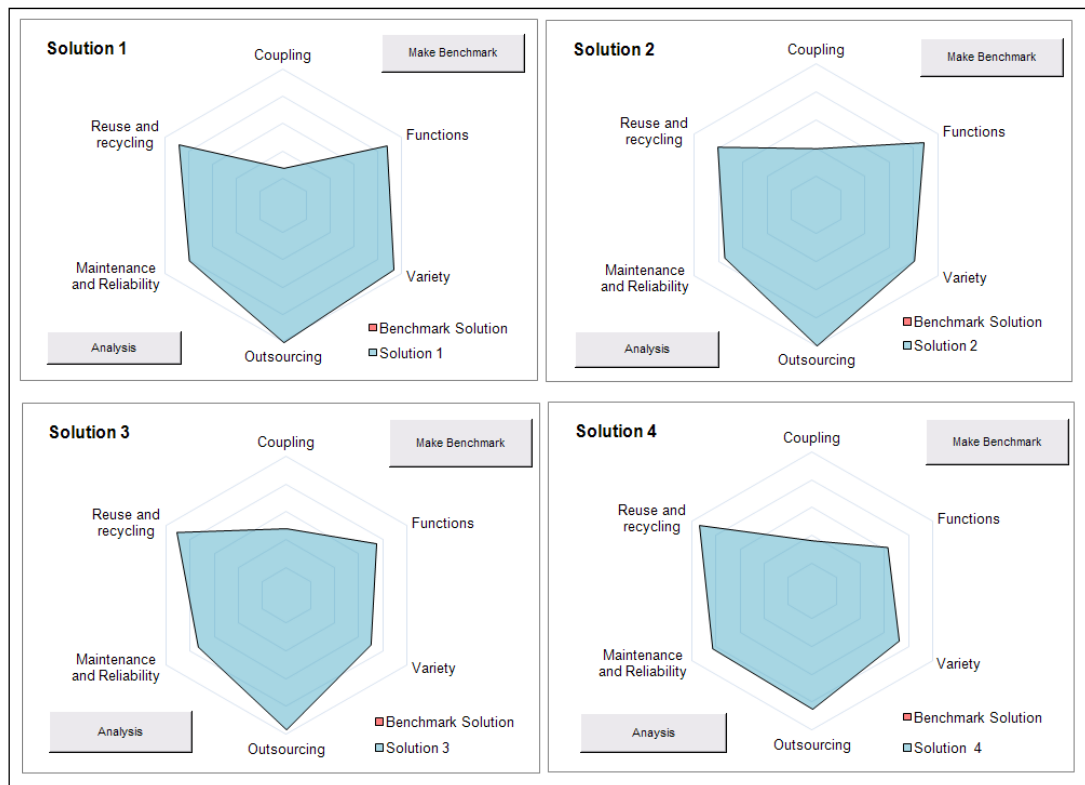 Solution 1
Make Benchmark
Coupling
Reuse and
recycling
Functions
Maintenance
and Reliability
Variety
Benchmark Solution
Analysis
Solution 1
Outsourcing
Solution 2
Make Benchmark
Coupling
Reuse and
recycling
Functions
Maintenance
and Reliability
Variety
Benchmark Solution
Analysis
Solution 2
Outsourcing
Solution 3
Make Benchmark
Coupling
Reuse and
recycling
Functions
Maintenance
and Reliability
Variety
Benchmark Solution
Analysis
Solution 3
Outsourcing
Solution 4
Make Benchmark
Coupling
Reuse and
recycling
Functions
Maintenance
and Reliability
Variety
Benchmark Solution
Anaysis
Solution 4
Outsourcing